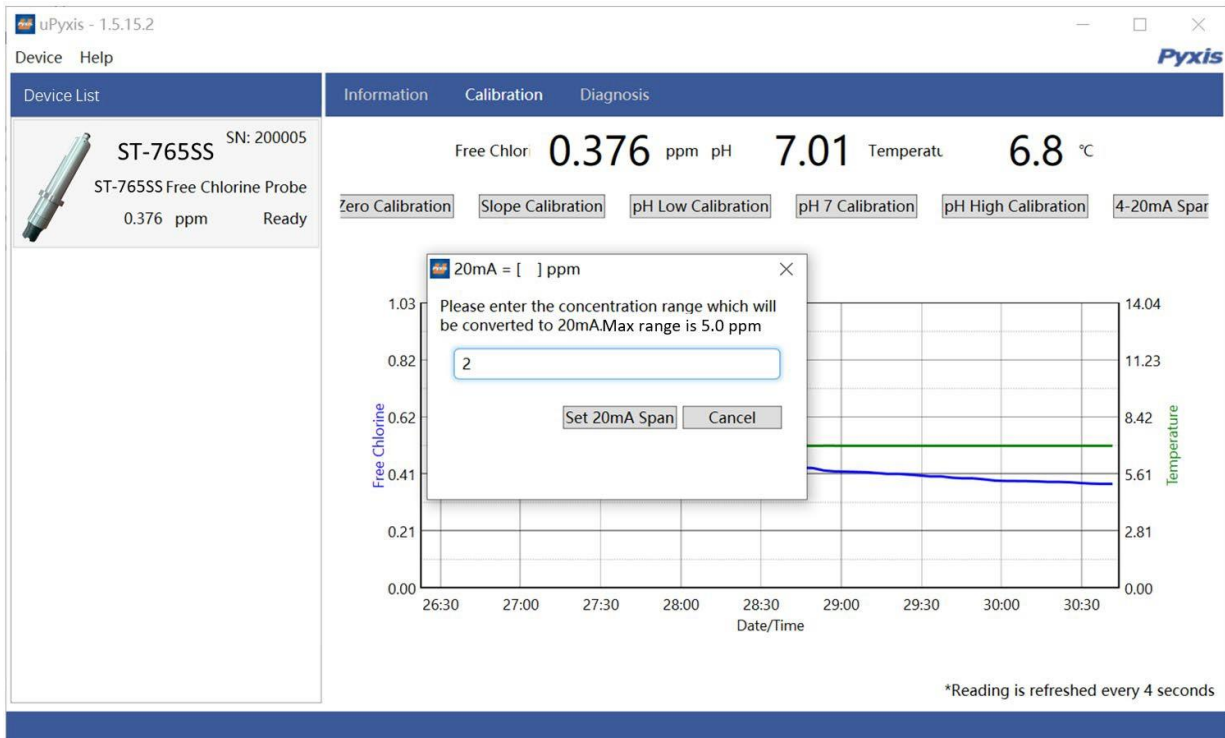 uPyxis - 1.5.15.2
Device Help
Pyxis
Device List
Information Calibration Diagnosis
ST-765SS SN: 200005
ST-765SS Free Chlorine Probe
0.376 ppm Ready
Free Chlori 0.376 ppm pH 7.01 Temperatu 6.8 °C
Zero Calibration Slope Calibration pH Low Calibration pH 7 Calibration pH High Calibration 4-20mA Span
20mA = [ ] ppm
Please enter the concentration range which will
be converted to 20mA.Max range is 5.0 ppm
2
Set 20mA Span Cancel
Free Chlorine
1.03
0.82
0.62
0.41
0.21
0.00
14.04
11.23
8.42
5.61
2.81
0.00
Temperature
26:30 27:00 27:30 28:00 28:30 29:00 29:30 30:00 30:30
Date/Time
*Reading is refreshed every 4 seconds